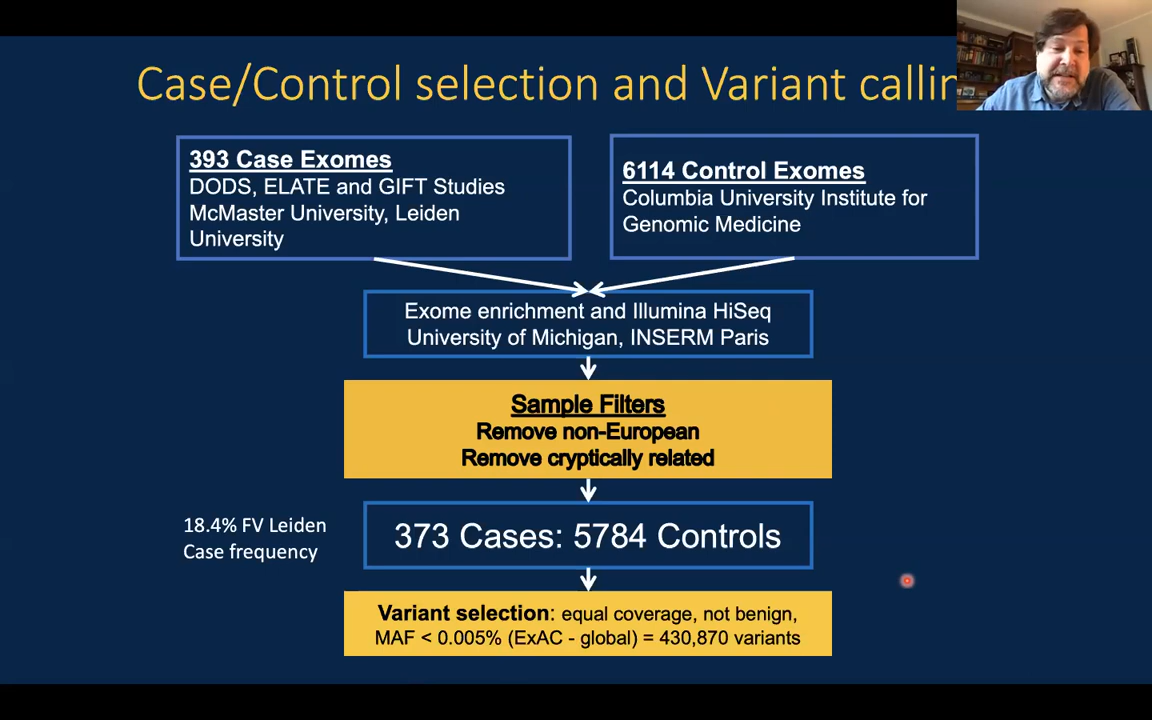 Case/Control selection and Variant callin
393 Case Exomes
DODS, ELATE and GIFT Studies
McMaster University, Leiden
University
6114 Control Exomes
Columbia University Institute for
Genomic Medicine
Exome enrichment and Illumina HiSeq
University of Michigan, INSERM Paris
Sample Filters
Remove non-European
Remove cryptically related
18.4% FV Leiden
Case frequency
373 Cases: 5784 Controls
Variant selection: equal coverage, not benign,
MAF < 0.005% (ExAC - global) = 430,870 variants